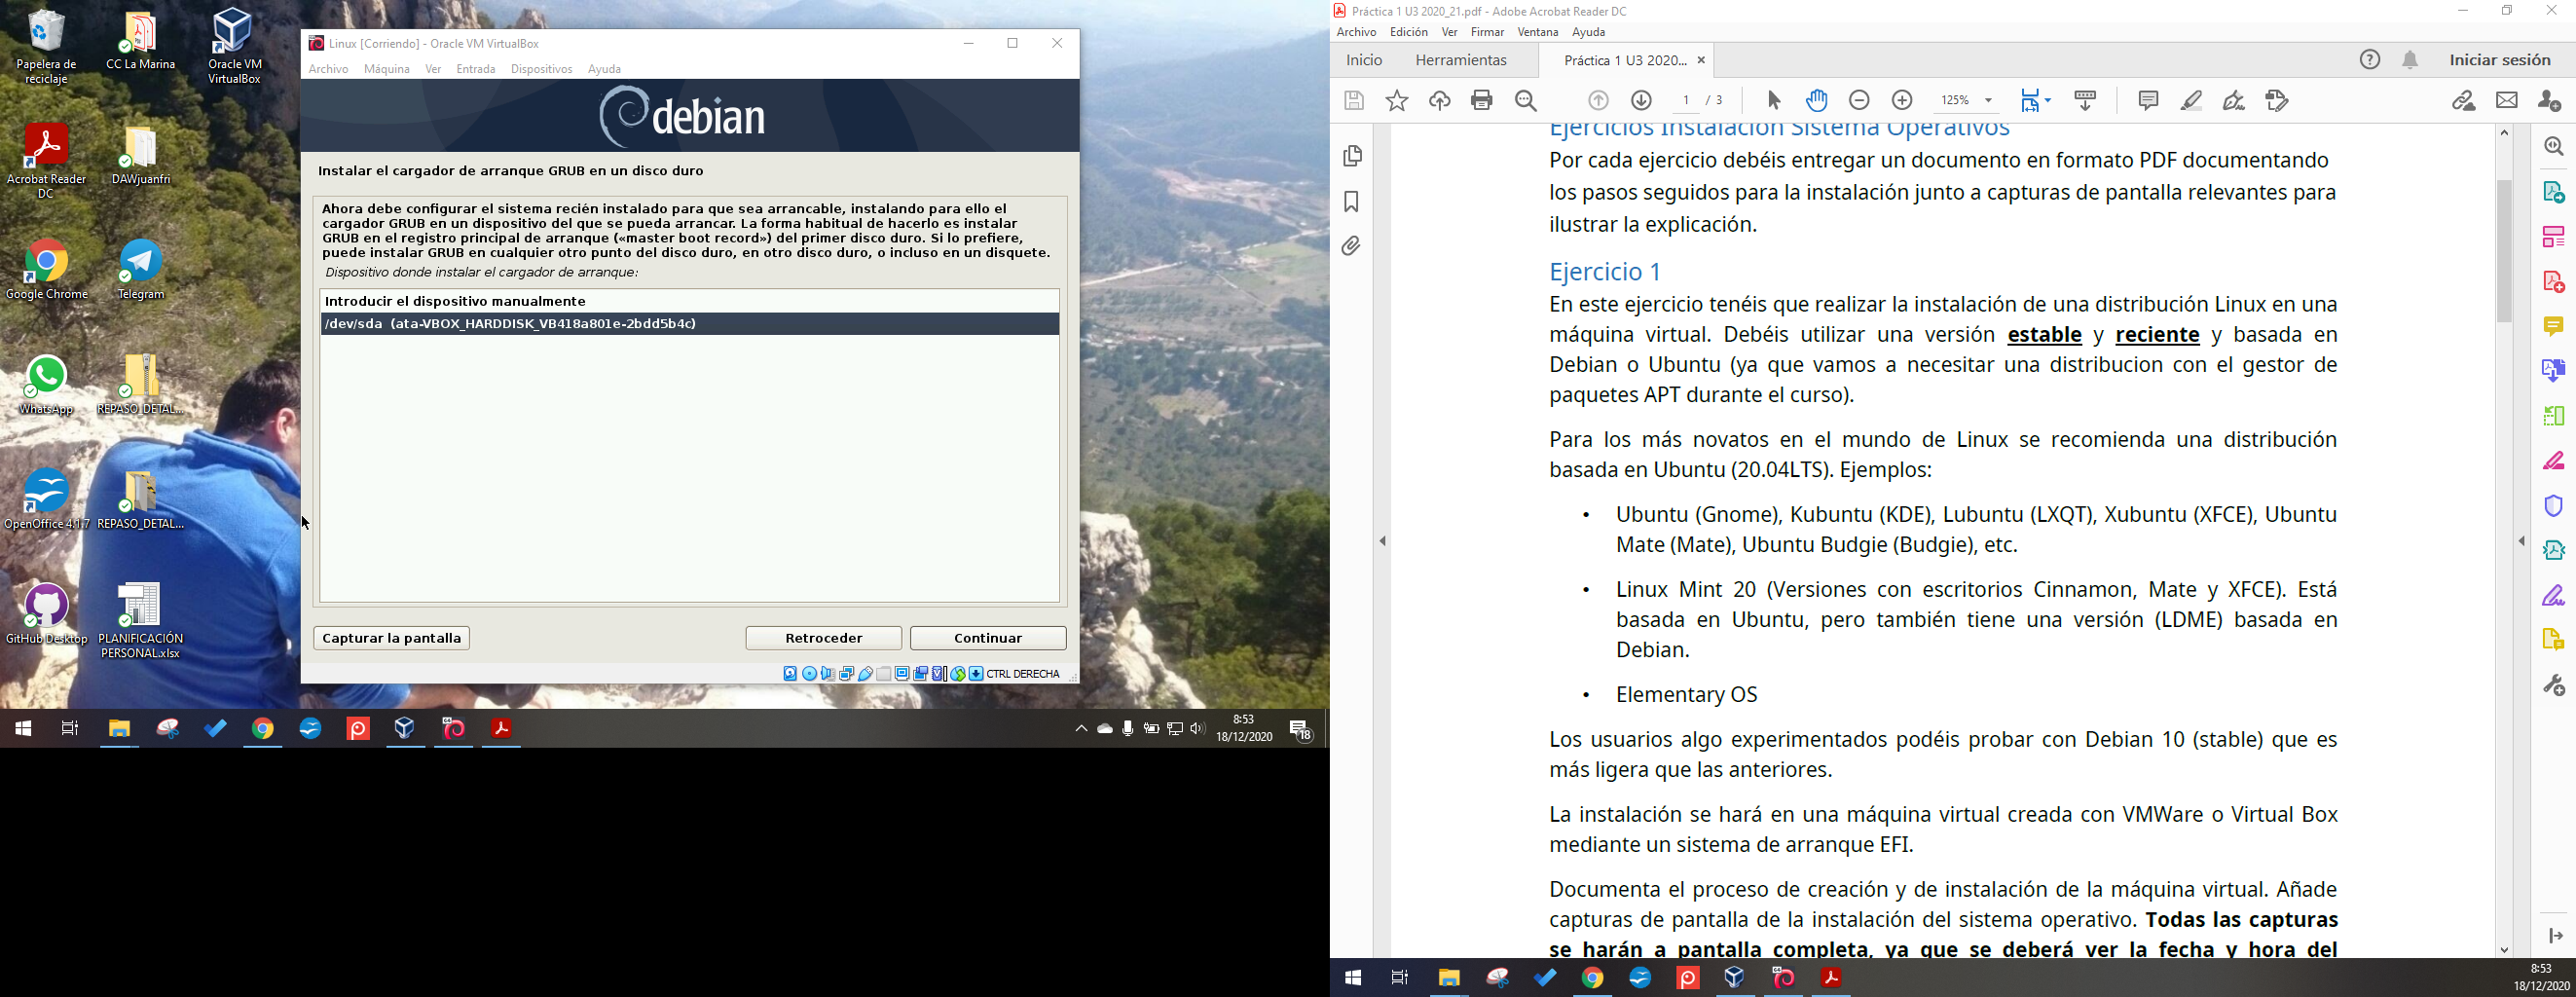 Papelera de
reciclaje
CC La Marina
Oracle VM
VirtualBox
Acrobat Reader
DC
DAWjuanfri
Google Chrome
Telegram
WhatsApp
REPASO_DETAL...
OpenOffice 4.1.7
REPASO_DETAL...
GitHub Desktop
PLANIFICACIÓN
PERSONAL.xlsx
Linux [Corriendo] - Oracle VM VirtualBox
Archivo Máquina Ver Entrada Dispositivos Ayuda
debian
Instalar el cargador de arranque GRUB en un disco duro
Ahora debe configurar el sistema recién instalado para que sea arrancable, instalando para ello el
cargador GRUB en un dispositivo del que se pueda arrancar. La forma habitual de hacerlo es instalar
GRUB en el registro principal de arranque («master boot record») del primer disco duro. Si lo prefiere,
puede instalar GRUB en cualquier otro punto del disco duro, en otro disco duro, o incluso en un disquete.
Dispositivo donde instalar el cargador de arranque:
Introducir el dispositivo manualmente
/dev/sda (ata-VBOX_HARDDISK_VB418a801e-2bdd5b4c)
Capturar la pantalla
Retroceder
Continuar
CTRL DERECHA
8:53
18/12/2020
18
Práctica 1 U3 2020_21.pdf - Adobe Acrobat Reader DC
Archivo Edición Ver Firmar Ventana Ayuda
Inicio Herramientas Práctica 1 U3 2020... × Iniciar sesión
1 / 3 125%
Ejercicios Instalación Sistema Operativos
Por cada ejercicio debéis entregar un documento en formato PDF documentando
los pasos seguidos para la instalación junto a capturas de pantalla relevantes para
ilustrar la explicación.
Ejercicio 1
En este ejercicio tenéis que realizar la instalación de una distribución Linux en una
máquina virtual. Debéis utilizar una versión estable y reciente y basada en
Debian o Ubuntu (ya que vamos a necesitar una distribucion con el gestor de
paquetes APT durante el curso).
Para los más novatos en el mundo de Linux se recomienda una distribución
basada en Ubuntu (20.04LTS). Ejemplos:
• Ubuntu (Gnome), Kubuntu (KDE), Lubuntu (LXQT), Xubuntu (XFCE), Ubuntu
Mate (Mate), Ubuntu Budgie (Budgie), etc.
• Linux Mint 20 (Versiones con escritorios Cinnamon, Mate y XFCE). Está
basada en Ubuntu, pero también tiene una versión (LDME) basada en
Debian.
• Elementary OS
Los usuarios algo experimentados podéis probar con Debian 10 (stable) que es
más ligera que las anteriores.
La instalación se hará en una máquina virtual creada con VMWare o Virtual Box
mediante un sistema de arranque EFI.
Documenta el proceso de creación y de instalación de la máquina virtual. Añade
capturas de pantalla de la instalación del sistema operativo. Todas las capturas
se harán a pantalla completa, ya que se deberá ver la fecha y hora del
8:53
18/12/2020